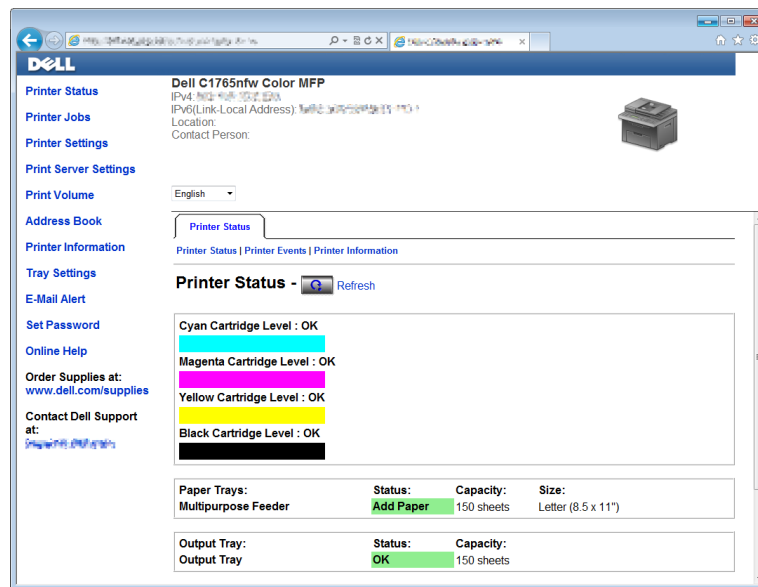 DELL
Printer Status
Printer Jobs
Printer Settings
Print Server Settings
Print Volume
Address Book
Printer Information
Tray Settings
E-Mail Alert
Set Password
Online Help
Order Supplies at:
www.dell.com/supplies
Contact Dell Support
at:
Dell C1765nfw Color MFP
IPv4:
IPv6(Link-Local Address):
Location:
Contact Person:
English
Printer Status
Printer Status | Printer Events | Printer Information
Printer Status - Refresh
Cyan Cartridge Level : OK
Magenta Cartridge Level : OK
Yellow Cartridge Level : OK
Black Cartridge Level : OK
Paper Trays: Status: Capacity: Size:
Multipurpose Feeder Add Paper 150 sheets Letter (8.5 x 11")
Output Tray: Status: Capacity:
Output Tray OK 150 sheets